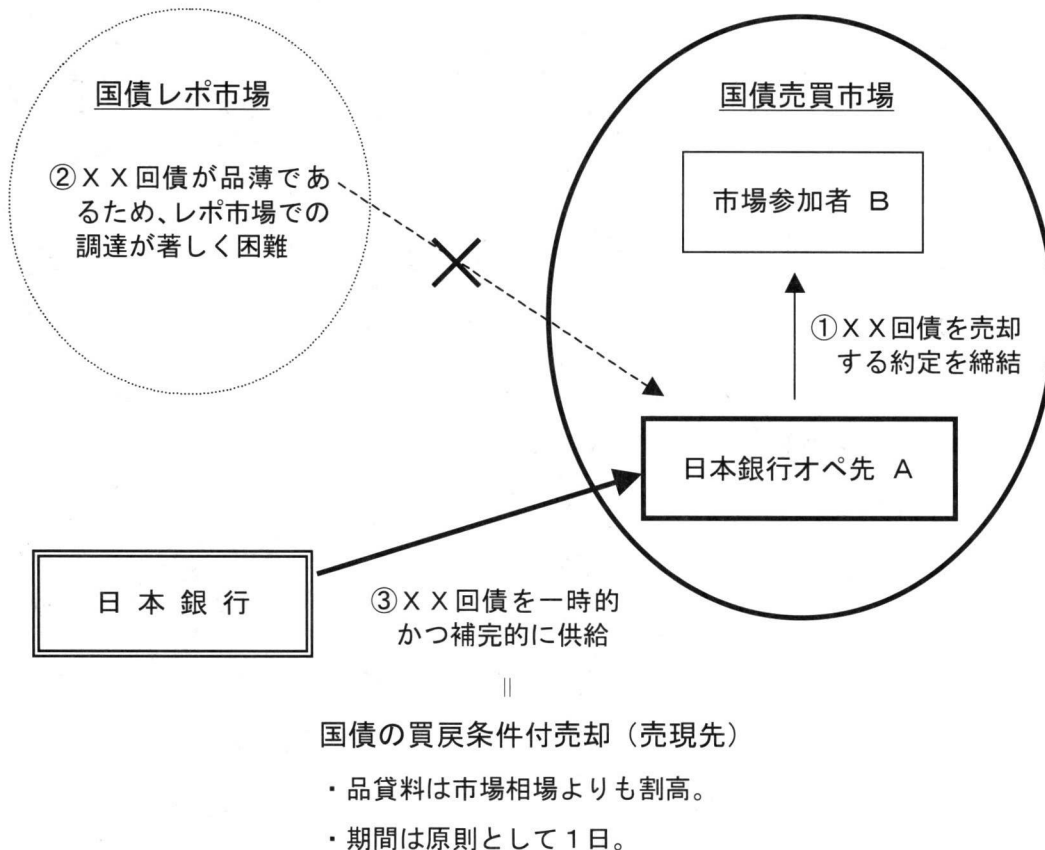 国債レポ市場
②ＸＸ回債が品薄であ
るため、レポ市場での
調達が著しく困難
国債売買市場
市場参加者 Ｂ
①ＸＸ回債を売却
する約定を締結
日本銀行オペ先 Ａ
日 本 銀 行
③ＸＸ回債を一時的
かつ補完的に供給
||
国債の買戻条件付売却（売現先）
・品貸料は市場相場よりも割高。
・期間は原則として１日。